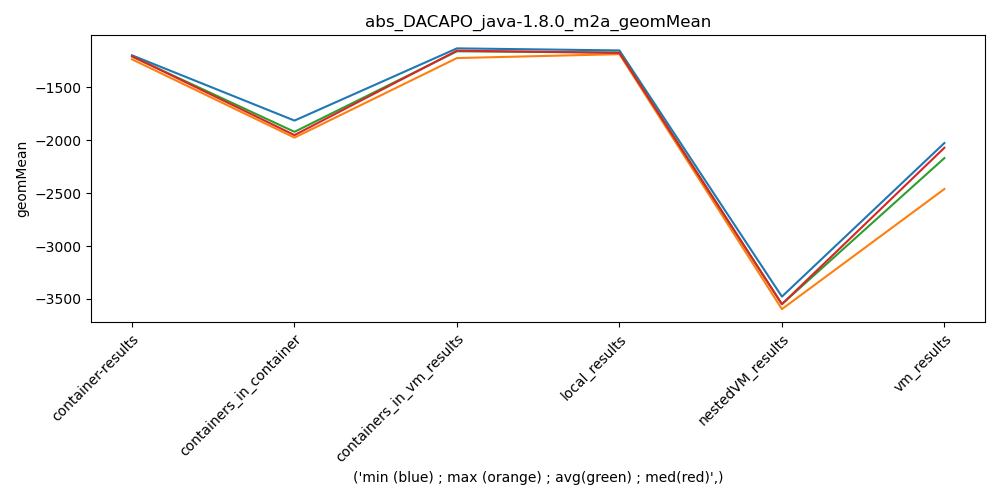 abs_DACAPO_java-1.8.0_m2a_geomMean
geomMean
−1500
−2000
−2500
−3000
−3500
container-results
containers_in_container
containers_in_vm_results
local_results
nestedVM_results
vm_results
('min (blue) ; max (orange) ; avg(green) ; med(red)',)